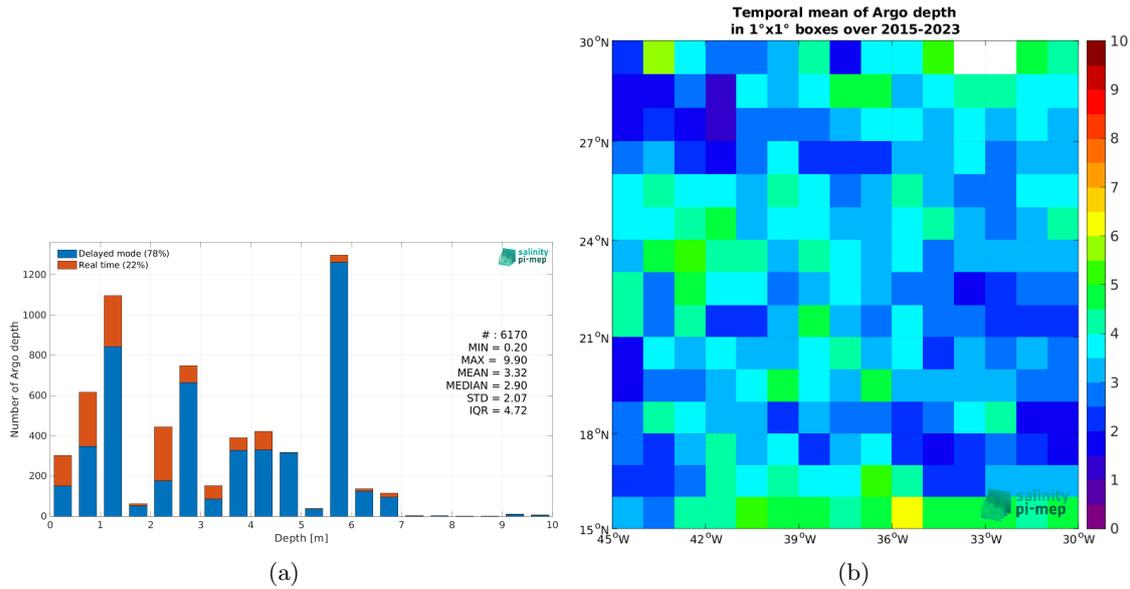 Delayed mode (78%)
Real time (22%)
salinity
pi-mep
# : 6170
MIN = 0.20
MAX = 9.90
MEAN = 3.32
MEDIAN = 2.90
STD = 2.07
IQR = 4.72
Number of Argo depth
1200
1000
800
600
400
200
0
0 1 2 3 4 5 6 7 8 9 10
Depth [m]
(a)
Temporal mean of Argo depth
in 1°x1° boxes over 2015-2023
30°N
27°N
24°N
21°N
18°N
15°N
45°W 42°W 39°W 36°W 33°W 30°W
salinity
pi-mep
10
9
8
7
6
5
4
3
2
1
0
(b)